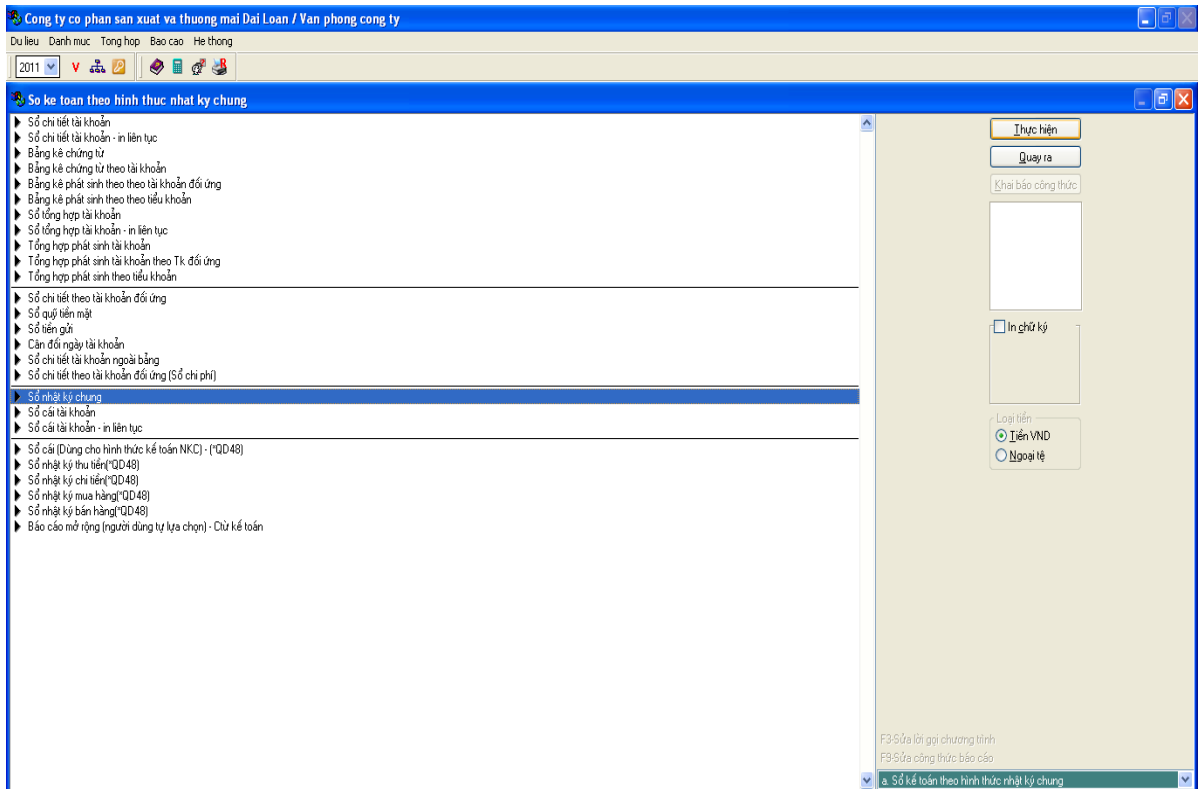 Cong ty co phan san xuat va thuong mai Dai Loan / Van phong cong ty
Du lieu Danh muc Tong hop Bao cao He thong
2011 V
So ke toan theo hinh thuc nhat ky chung
Sổ chi tiết tài khoản
Sổ chi tiết tài khoản - in liên tục
Bảng kê chứng từ
Bảng kê chứng từ theo tài khoản
Bảng kê phát sinh theo theo tài khoản đối ứng
Bảng kê phát sinh theo theo tiểu khoản
Sổ tổng hợp tài khoản
Sổ tổng hợp tài khoản - in liên tục
Tổng hợp phát sinh tài khoản
Tổng hợp phát sinh tài khoản theo Tk đối ứng
Tổng hợp phát sinh theo tiểu khoản
Sổ chi tiết theo tài khoản đối ứng
Sổ quỹ tiền mặt
Sổ tiền gửi
Cân đối ngày tài khoản
Sổ chi tiết tài khoản ngoài bảng
Sổ chi tiết theo tài khoản đối ứng (Sổ chi phí)
Sổ nhật ký chung
Sổ cái tài khoản
Sổ cái tài khoản - in liên tục
Sổ cái (Dùng cho hình thức kế toán NKC) - (*QD48)
Sổ nhật ký thu tiền(*QD48)
Sổ nhật ký chi tiền(*QD48)
Sổ nhật ký mua hàng(*QD48)
Sổ nhật ký bán hàng(*QD48)
Báo cáo mở rộng (người dùng tự lựa chọn) - Ctừ kế toán
Thực hiện
Quay ra
Khai báo công thức
In chữ ký
Loại tiền
Tiền VND
Ngoại tệ
F3-Sửa lời gọi chương trình
F9-Sửa công thức báo cáo
a. Sổ kế toán theo hình thức nhật ký chung